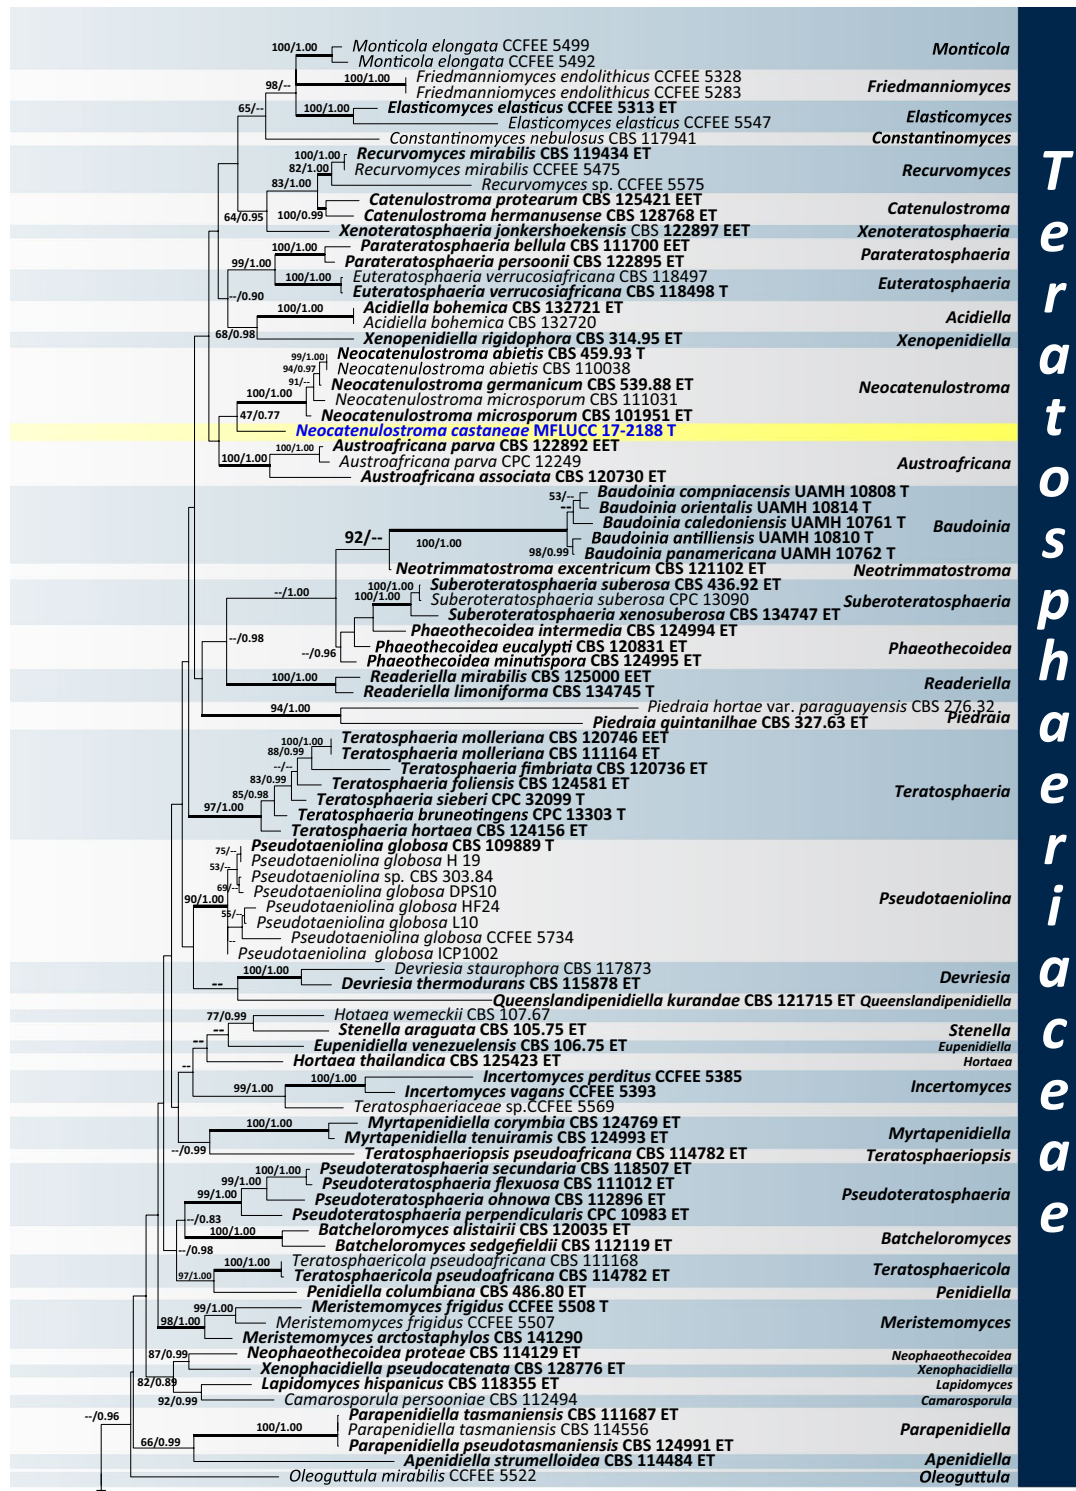 100/1.00 Monticola elongata CCFEE 5499
Monticola elongata CCFEE 5492
Monticola
98/--
100/1.00 Friedmanniomyces endolithicus CCFEE 5328
Friedmanniomyces endolithicus CCFEE 5283
Friedmanniomyces
65/--
100/1.00 Elasticomyces elasticus CCFEE 5313 ET
Elasticomyces elasticus CCFEE 5547
Elasticomyces
Constantinomyces nebulosus CBS 117941
Constantinomyces
100/1.00 Recurvomyces mirabilis CBS 119434 ET
82/1.00 Recurvomyces mirabilis CCFEE 5475
83/1.00 Recurvomyces sp. CCFEE 5575
Recurvomyces
Catenulostroma protearum CBS 125421 EET
64/0.95 100/0.99 Catenulostroma hermanusense CBS 128768 ET
Catenulostroma
Xenoteratosphaeria jonkershoekensis CBS 122897 EET
Xenoteratosphaeria
100/1.00 Parateratosphaeria bellula CBS 111700 EET
99/1.00 Parateratosphaeria persoonii CBS 122895 ET
Parateratosphaeria
100/1.00 Euteratosphaeria verrucosiafricana CBS 118497
--/0.90 Euteratosphaeria verrucosiafricana CBS 118498 T
Euteratosphaeria
100/1.00 Acidiella bohemica CBS 132721 ET
Acidiella bohemica CBS 132720
Acidiella
68/0.98 Xenopenidiella rigidophora CBS 314.95 ET
Xenopenidiella
99/1.00 Neocatenulostroma abietis CBS 459.93 T
94/0.97 Neocatenulostroma abietis CBS 110038
91/-- Neocatenulostroma germanicum CBS 539.88 ET
100/1.00 Neocatenulostroma microsporum CBS 111031
47/0.77 Neocatenulostroma microsporum CBS 101951 ET
Neocatenulostroma
Neocatenulostroma castaneae MFLUCC 17-2188 T
100/1.00 Austroafricana parva CBS 122892 EET
100/1.00 Austroafricana parva CPC 12249
Austroafricana associata CBS 120730 ET
Austroafricana
53/-- Baudoinia compniacensis UAMH 10808 T
-- Baudoinia orientalis UAMH 10814 T
Baudoinia caledoniensis UAMH 10761 T
92/-- 100/1.00 Baudoinia antilliensis UAMH 10810 T
98/0.99 Baudoinia panamericana UAMH 10762 T
Baudoinia
Neotrimmatostroma excentricum CBS 121102 ET
Neotrimmatostroma
100/1.00 Suberoteratosphaeria suberosa CBS 436.92 ET
--/1.00 100/1.00 Suberoteratosphaeria suberosa CPC 13090
Suberoteratosphaeria xenosuberosa CBS 134747 ET
Suberoteratosphaeria
Phaeothecoidea intermedia CBS 124994 ET
--/0.98 --/0.96 Phaeothecoidea eucalypti CBS 120831 ET
Phaeothecoidea minutispora CBS 124995 ET
Phaeothecoidea
100/1.00 Readeriella mirabilis CBS 125000 EET
Readeriella limoniforma CBS 134745 T
Readeriella
94/1.00 Piedraia hortae var. paraguayensis CBS 276.32
Piedraia quintanilhae CBS 327.63 ET
Piedraia
100/1.00 Teratosphaeria molleriana CBS 120746 EET
88/0.99 Teratosphaeria molleriana CBS 111164 ET
--/-- Teratosphaeria fimbriata CBS 120736 ET
83/0.99 Teratosphaeria foliensis CBS 124581 ET
85/0.98 Teratosphaeria sieberi CPC 32099 T
97/1.00 Teratosphaeria bruneotingens CPC 13303 T
Teratosphaeria hortaea CBS 124156 ET
Teratosphaeria
75/-- Pseudotaeniolina globosa CBS 109889 T
53/-- Pseudotaeniolina globosa H 19
Pseudotaeniolina sp. CBS 303.84
69/-- Pseudotaeniolina globosa DPS10
90/1.00 Pseudotaeniolina globosa HF24
55/-- Pseudotaeniolina globosa L10
-- Pseudotaeniolina globosa CCFEE 5734
Pseudotaeniolina globosa ICP1002
Pseudotaeniolina
100/1.00 Devriesia staurophora CBS 117873
-- Devriesia thermodurans CBS 115878 ET
Devriesia
Queenslandipenidiella kurandae CBS 121715 ET Queenslandipenidiella
77/0.99 Hotaea wemeckii CBS 107.67
-- Stenella araguata CBS 105.75 ET
Stenella
-- Eupenidiella venezuelensis CBS 106.75 ET
Eupenidiella
-- Hortaea thailandica CBS 125423 ET
Hortaea
100/1.00 Incertomyces perditus CCFEE 5385
99/1.00 Incertomyces vagans CCFEE 5393
Incertomyces
Teratosphaeriaceae sp.CCFEE 5569
100/1.00 Myrtapenidiella corymbia CBS 124769 ET
Myrtapenidiella tenuiramis CBS 124993 ET
Myrtapenidiella
--/0.99 Teratosphaeriopsis pseudoafricana CBS 114782 ET
Teratosphaeriopsis
100/1.00 Pseudoteratosphaeria secundaria CBS 118507 ET
99/1.00 Pseudoteratosphaeria flexuosa CBS 111012 ET
99/1.00 Pseudoteratosphaeria ohnowa CBS 112896 ET
--/0.83 Pseudoteratosphaeria perpendicularis CPC 10983 ET
Pseudoteratosphaeria
100/1.00 Batcheloromyces alistairii CBS 120035 ET
--/0.98 Batcheloromyces sedgefieldii CBS 112119 ET
Batcheloromyces
100/1.00 Teratosphaericola pseudoafricana CBS 111168
97/1.00 Teratosphaericola pseudoafricana CBS 114782 ET
Teratosphaericola
Penidiella columbiana CBS 486.80 ET
Penidiella
99/1.00 Meristemomyces frigidus CCFEE 5508 T
98/1.00 Meristemomyces frigidus CCFEE 5507
Meristemomyces arctostaphylos CBS 141290
Meristemomyces
87/0.99 Neophaeothecoidea proteae CBS 114129 ET
Neophaeothecoidea
Xenophacidiella pseudocatenata CBS 128776 ET
Xenophacidiella
82/0.89 Lapidomyces hispanicus CBS 118355 ET
Lapidomyces
92/0.99 Camarosporula persooniae CBS 112494
Camarosporula
--/0.96 Parapenidiella tasmaniensis CBS 111687 ET
100/1.00 Parapenidiella tasmaniensis CBS 114556
66/0.99 Parapenidiella pseudotasmaniensis CBS 124991 ET
Parapenidiella
Apenidiella strumelloidea CBS 114484 ET
Apenidiella
Oleoguttula mirabilis CCFEE 5522
Oleoguttula
Teratosphaeriaceae